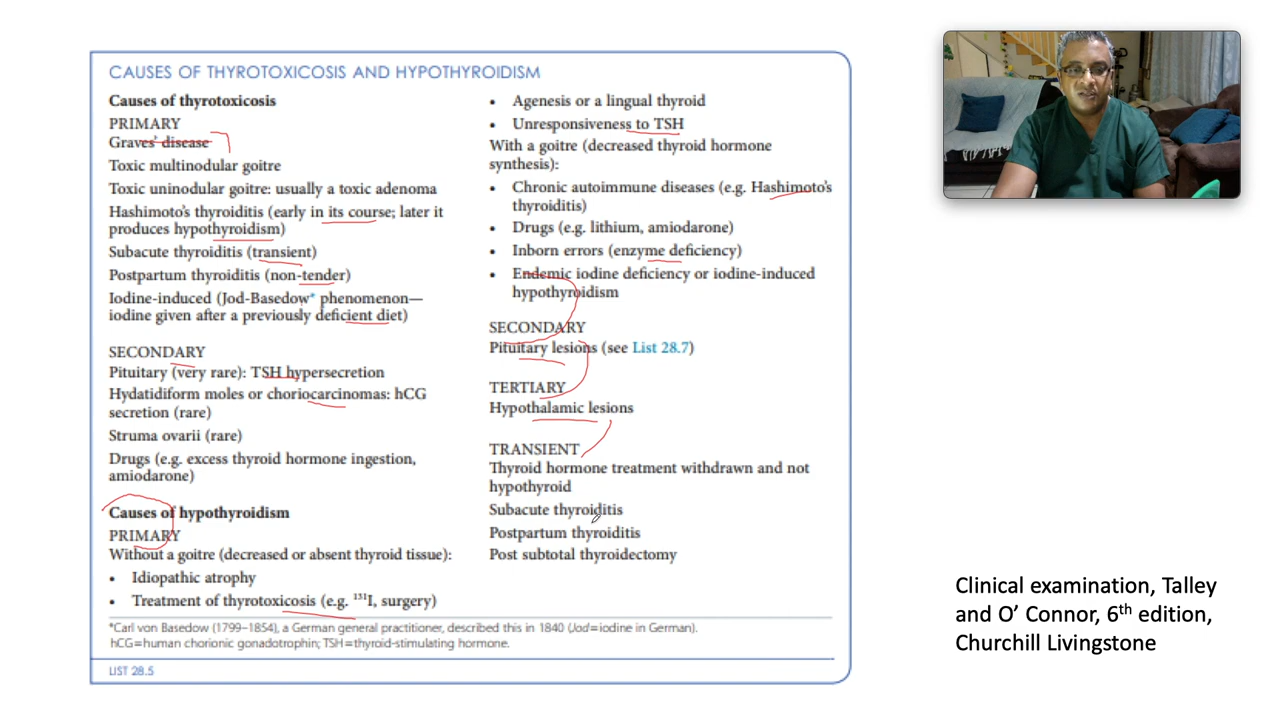 CAUSES OF THYROTOXICOSIS AND HYPOTHYROIDISM
Causes of thyrotoxicosis
PRIMARY
Graves' disease
Toxic multinodular goitre
Toxic uninodular goitre: usually a toxic adenoma
Hashimoto's thyroiditis (early in its course; later it
produces hypothyroidism)
Subacute thyroiditis (transient)
Postpartum thyroiditis (non-tender)
Iodine-induced (Jod-Basedow* phenomenon—
iodine given after a previously deficient diet)
SECONDARY
Pituitary (very rare): TSH hypersecretion
Hydatidiform moles or choriocarcinomas: hCG
secretion (rare)
Struma ovarii (rare)
Drugs (e.g. excess thyroid hormone ingestion,
amiodarone)
Causes of hypothyroidism
PRIMARY
Without a goitre (decreased or absent thyroid tissue):
• Idiopathic atrophy
• Treatment of thyrotoxicosis (e.g. ¹³¹I, surgery)
• Agenesis or a lingual thyroid
• Unresponsiveness to TSH
With a goitre (decreased thyroid hormone
synthesis):
• Chronic autoimmune diseases (e.g. Hashimoto's
thyroiditis)
• Drugs (e.g. lithium, amiodarone)
• Inborn errors (enzyme deficiency)
• Endemic iodine deficiency or iodine-induced
hypothyroidism
SECONDARY
Pituitary lesions (see List 28.7)
TERTIARY
Hypothalamic lesions
TRANSIENT
Thyroid hormone treatment withdrawn and not
hypothyroid
Subacute thyroiditis
Postpartum thyroiditis
Post subtotal thyroidectomy
*Carl von Basedow (1799–1854), a German general practitioner, described this in 1840 (Jod=iodine in German).
hCG=human chorionic gonadotrophin; TSH=thyroid-stimulating hormone.
LIST 28.5
Clinical examination, Talley
and O' Connor, 6th edition,
Churchill Livingstone